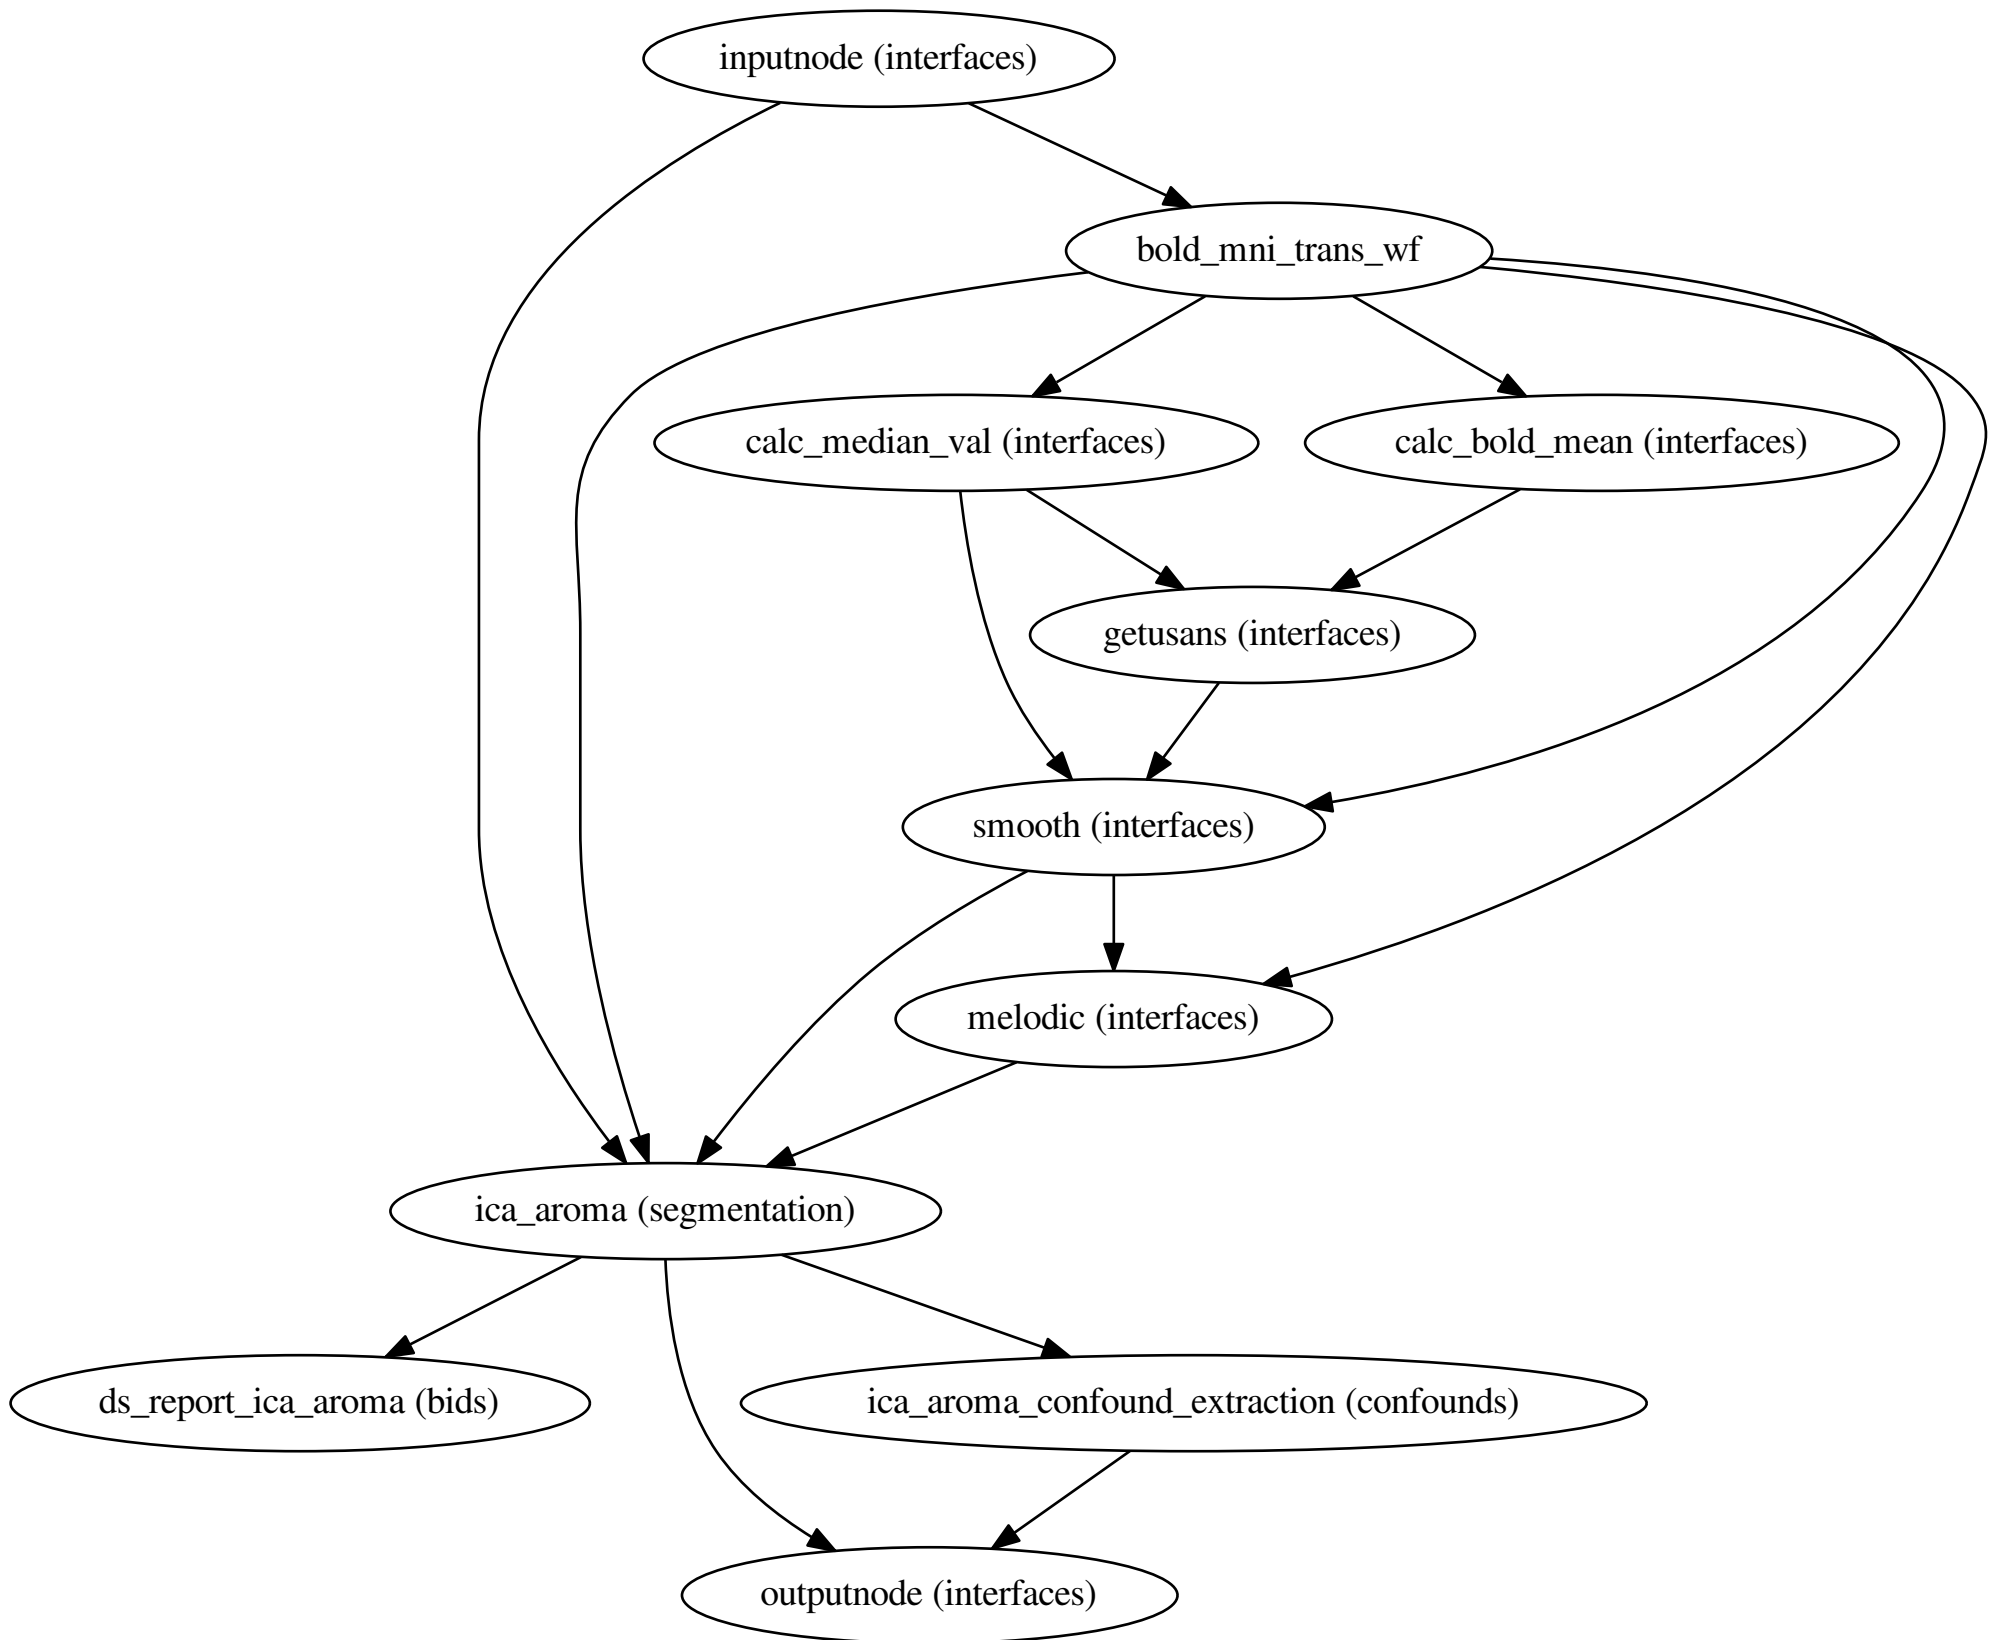 inputnode (interfaces)
bold_mni_trans_wf
calc_median_val (interfaces)
calc_bold_mean (interfaces)
getusans (interfaces)
smooth (interfaces)
melodic (interfaces)
ica_aroma (segmentation)
ds_report_ica_aroma (bids)
ica_aroma_confound_extraction (confounds)
outputnode (interfaces)